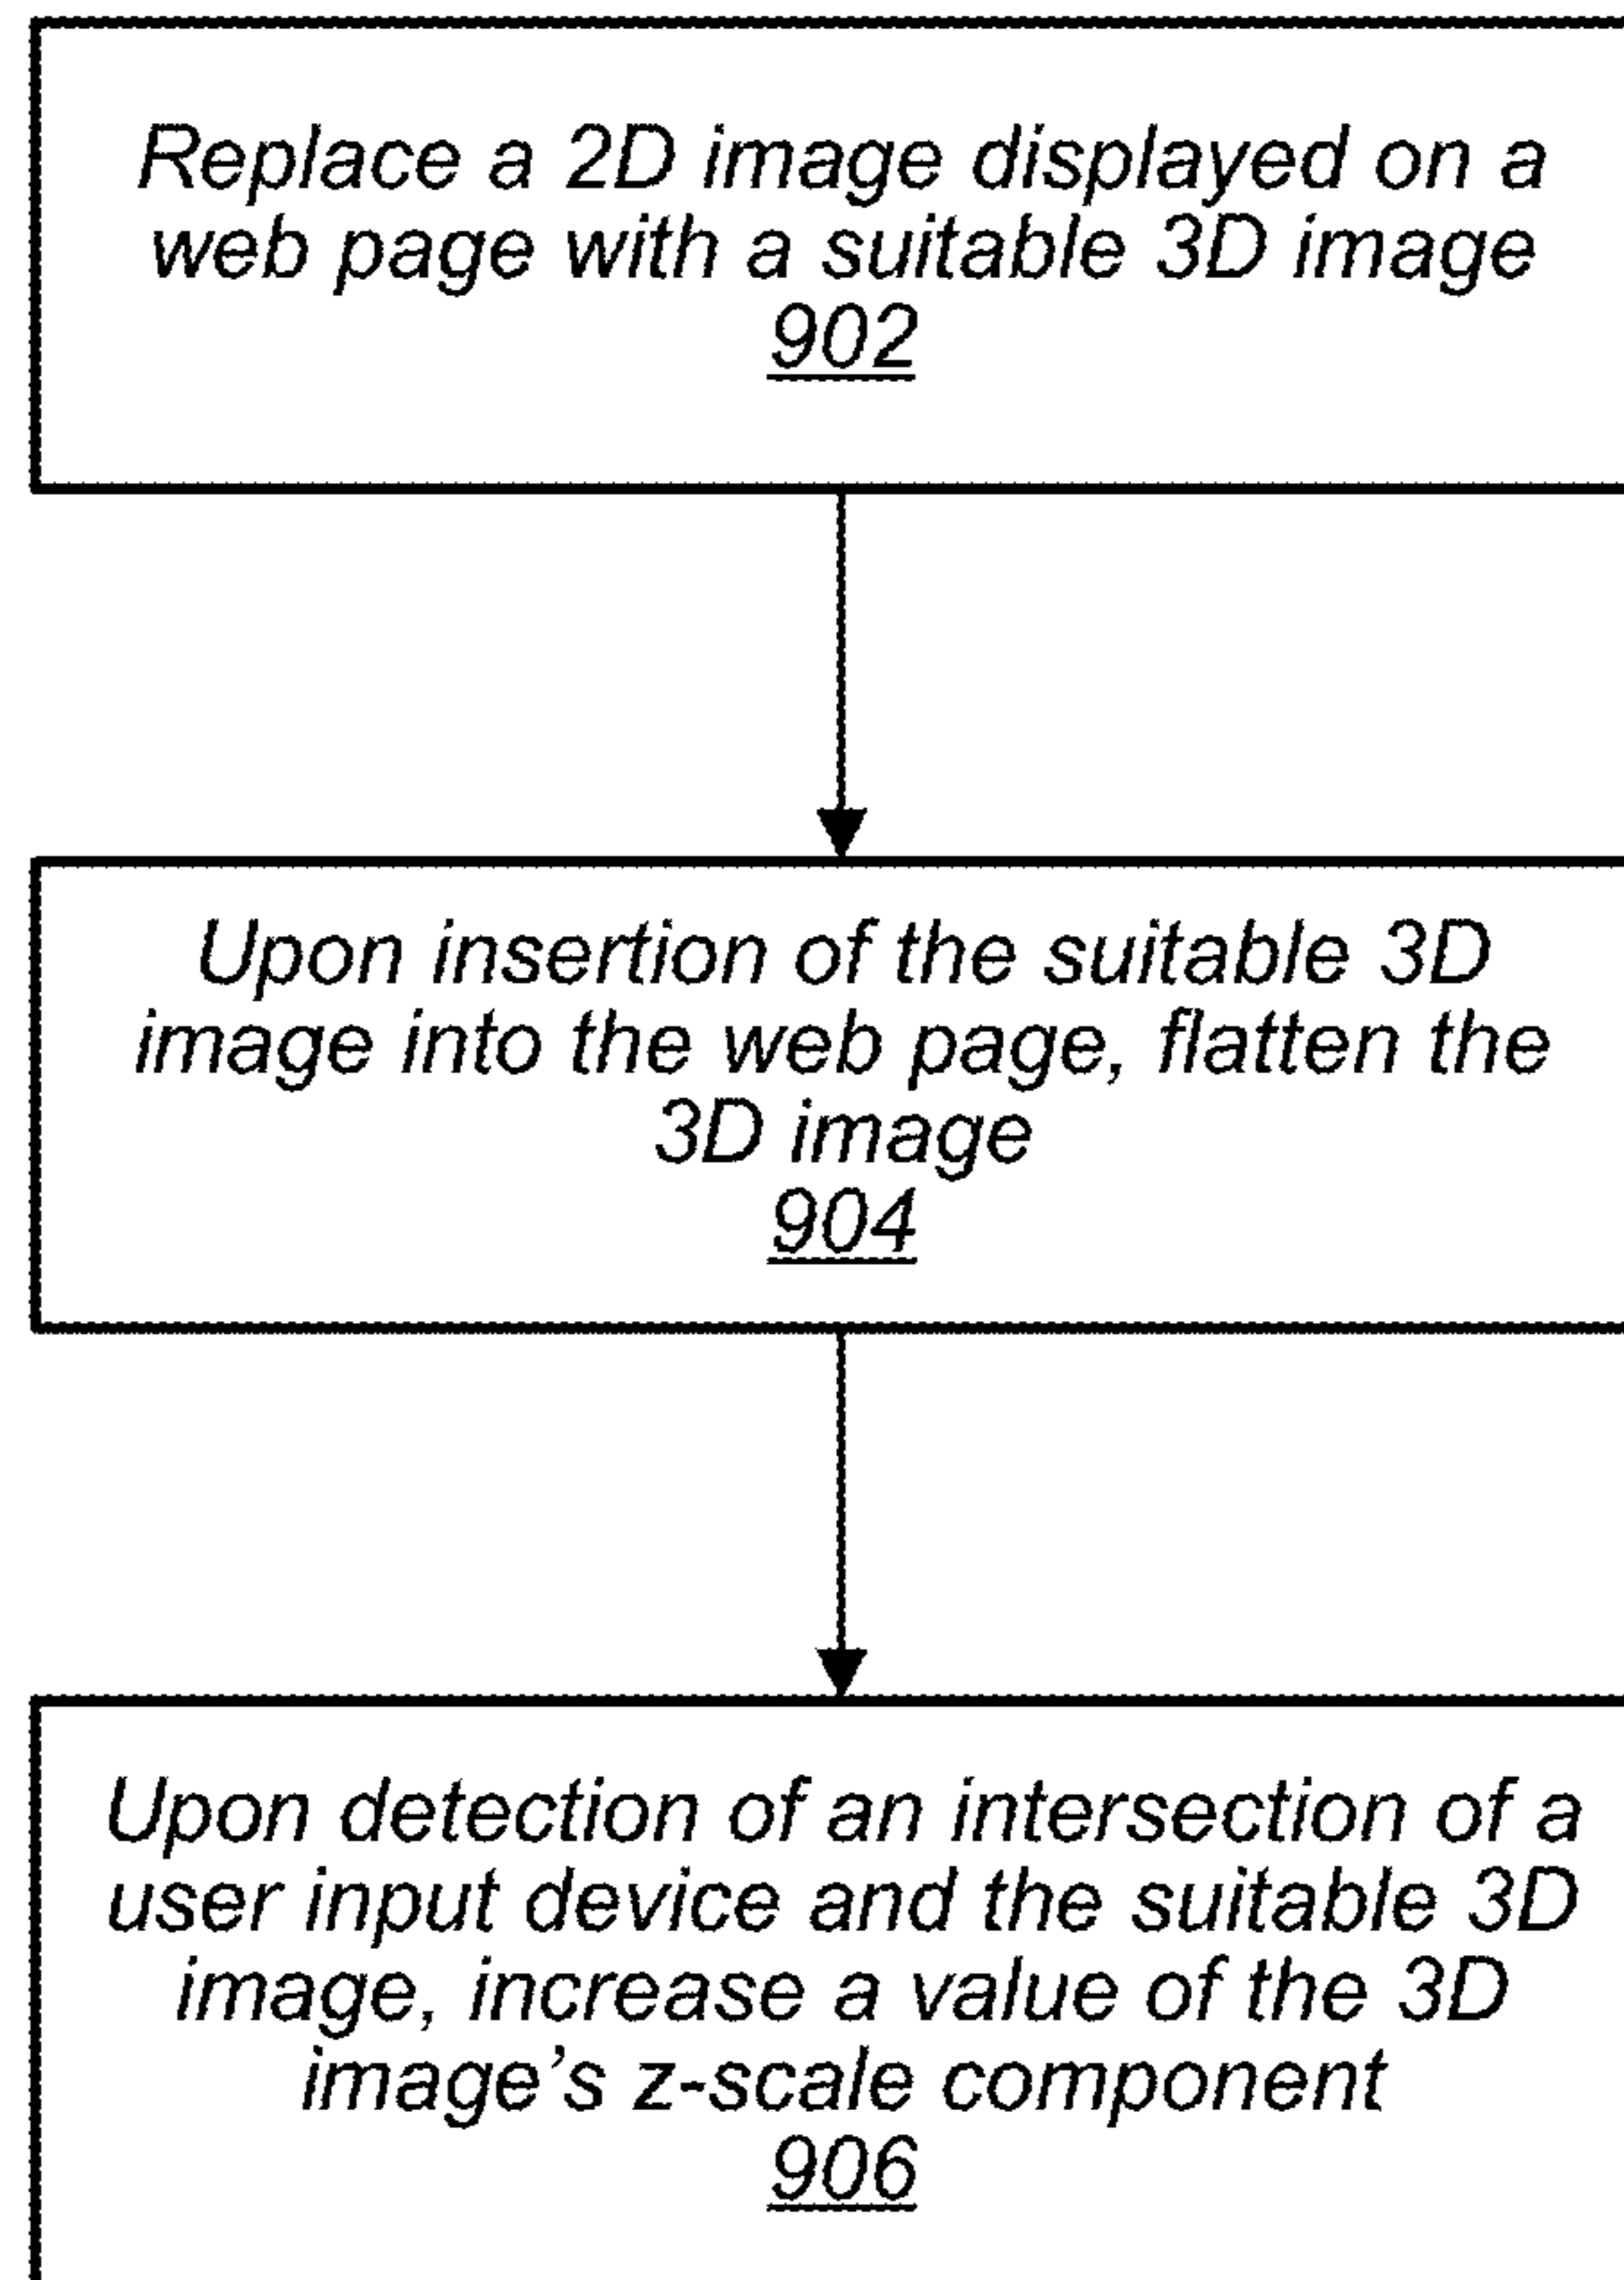 Replace a 2D image displayed on a
web page with a suitable 3D image
902
Upon insertion of the suitable 3D
image into the web page, flatten the
3D image
904
Upon detection of an intersection of a
user input device and the suitable 3D
image, increase a value of the 3D
image's z-scale component
906